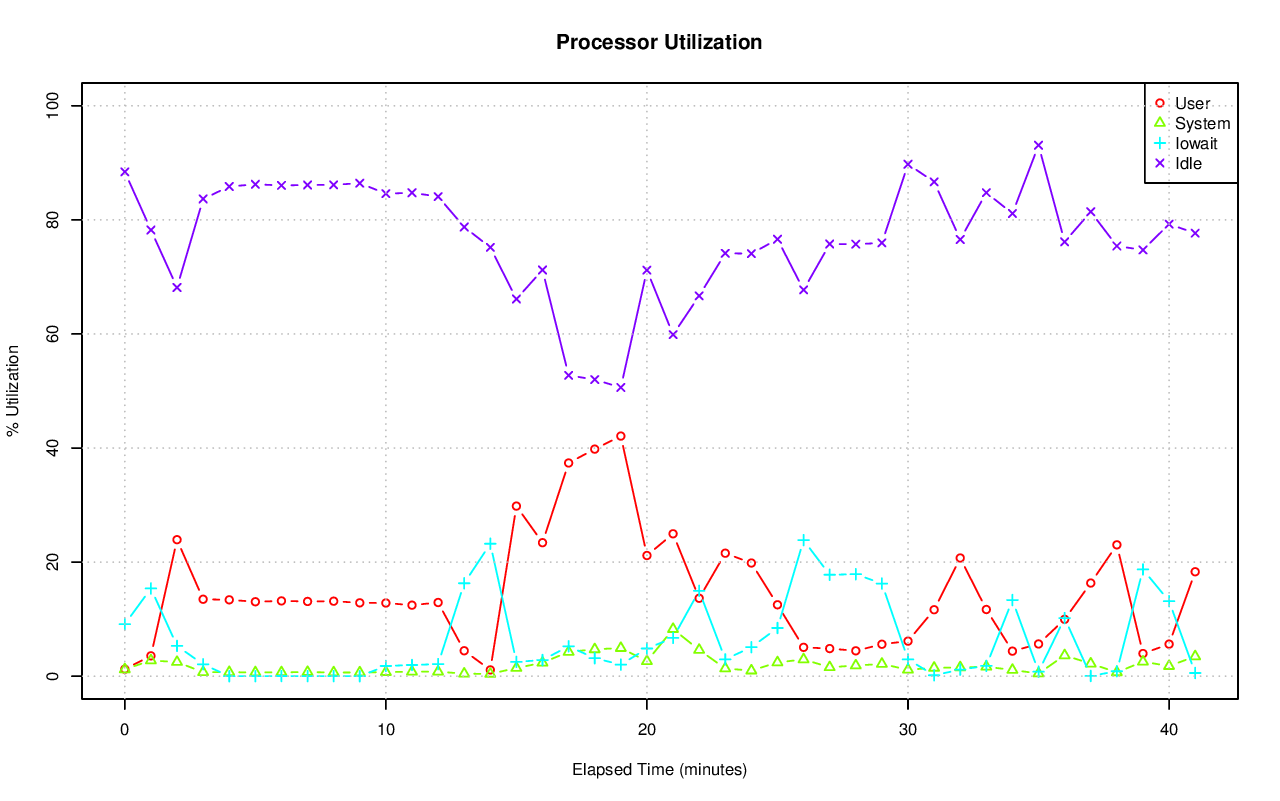 Processor Utilization
% Utilization
100
80
60
40
20
0
User
System
Iowait
Idle
0 10 20 30 40
Elapsed Time (minutes)